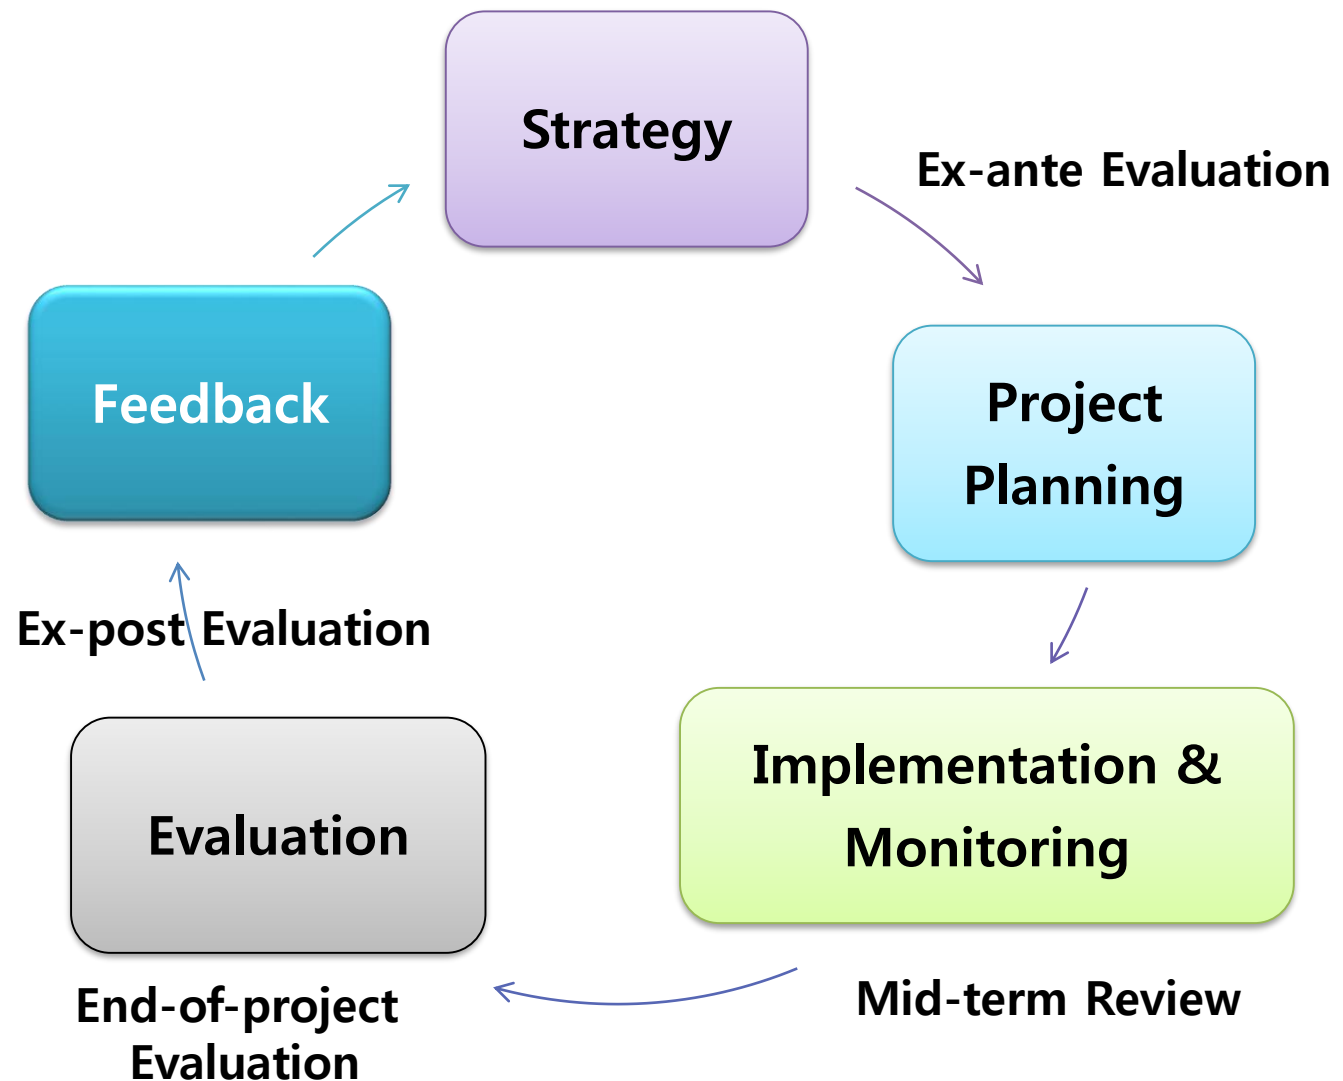 Strategy
Ex-ante Evaluation
Project
Planning
Implementation &
Monitoring
Mid-term Review
Evaluation
End-of-project
Evaluation
Ex-post Evaluation
Feedback